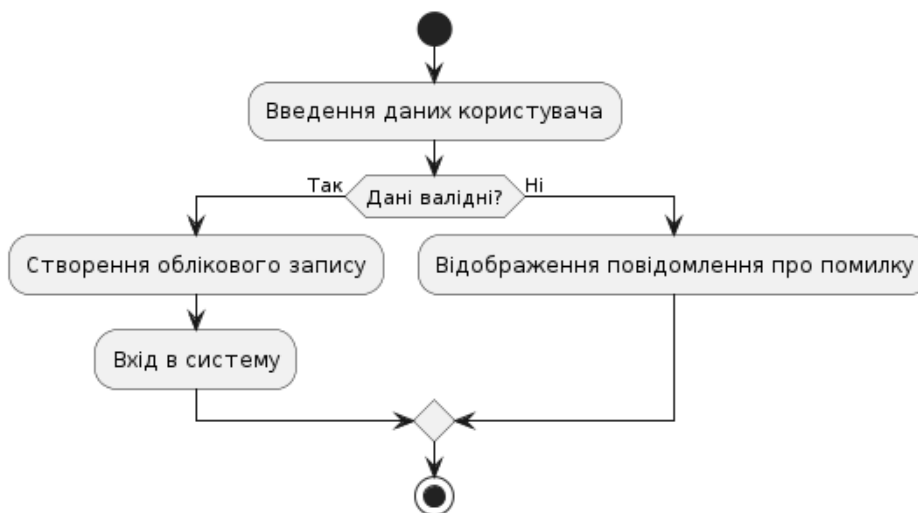 Введення даних користувача
Так
Дані валідні?
Ні
Створення облікового запису
Відображення повідомлення про помилку
Вхід в систему